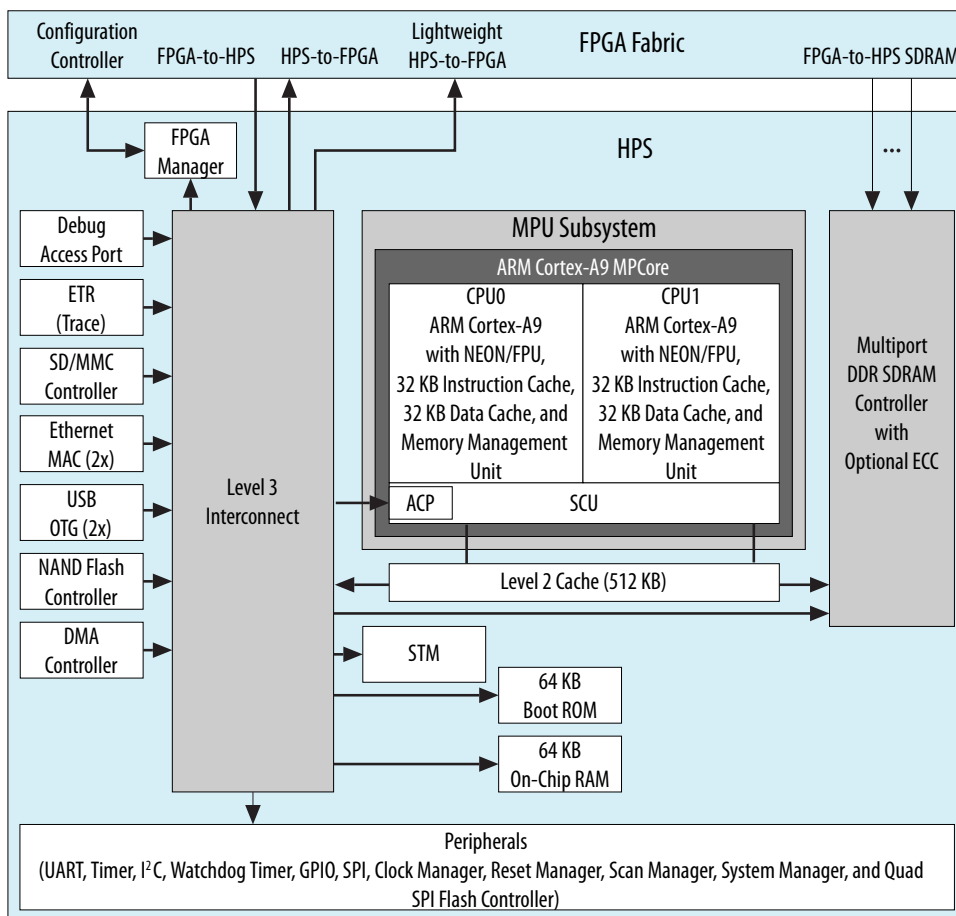 Configuration
Controller
FPGA-to-HPS
HPS-to-FPGA
Lightweight
HPS-to-FPGA
FPGA Fabric
FPGA-to-HPS SDRAM
HPS
...
FPGA
Manager
Debug
Access Port
ETR
(Trace)
SD/MMC
Controller
Ethernet
MAC (2x)
USB
OTG (2x)
NAND Flash
Controller
DMA
Controller
Level 3
Interconnect
MPU Subsystem
ARM Cortex-A9 MPCore
CPU0
ARM Cortex-A9
with NEON/FPU,
32 KB Instruction Cache,
32 KB Data Cache, and
Memory Management
Unit
CPU1
ARM Cortex-A9
with NEON/FPU,
32 KB Instruction Cache,
32 KB Data Cache, and
Memory Management
Unit
ACP
SCU
Level 2 Cache (512 KB)
Multiport
DDR SDRAM
Controller
with
Optional ECC
STM
64 KB
Boot ROM
64 KB
On-Chip RAM
Peripherals
(UART, Timer, I²C, Watchdog Timer, GPIO, SPI, Clock Manager, Reset Manager, Scan Manager, System Manager, and Quad
SPI Flash Controller)